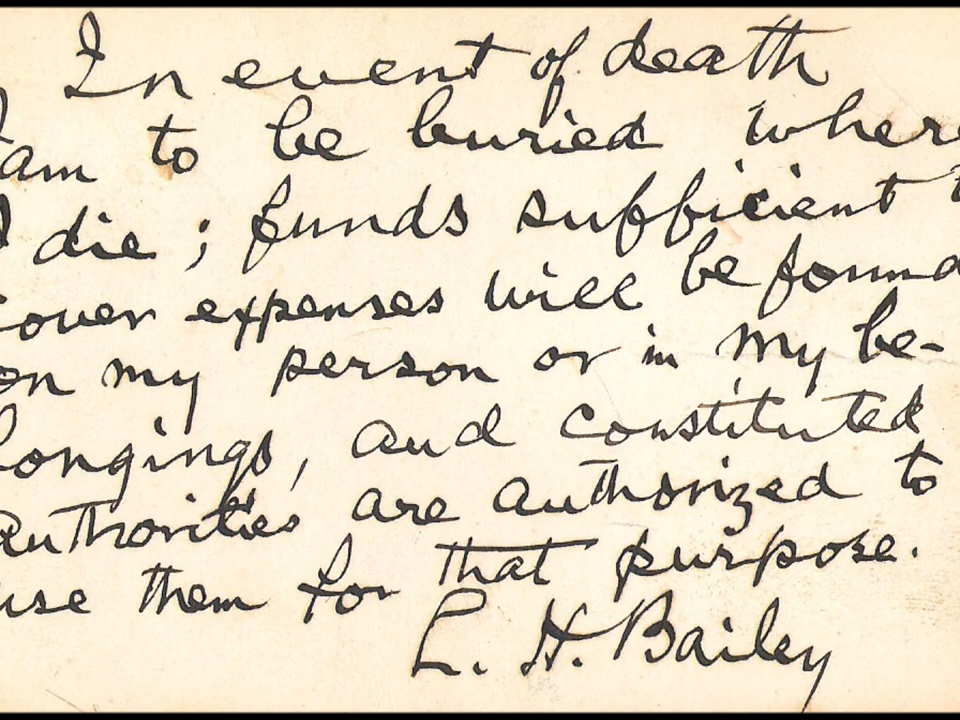 In event of death
I am to be buried where
I die; funds sufficient to
cover expenses will be found
on my person or in my be-
longings, and constituted
authorities are authorized to
use them for that purpose.
L. H. Bailey